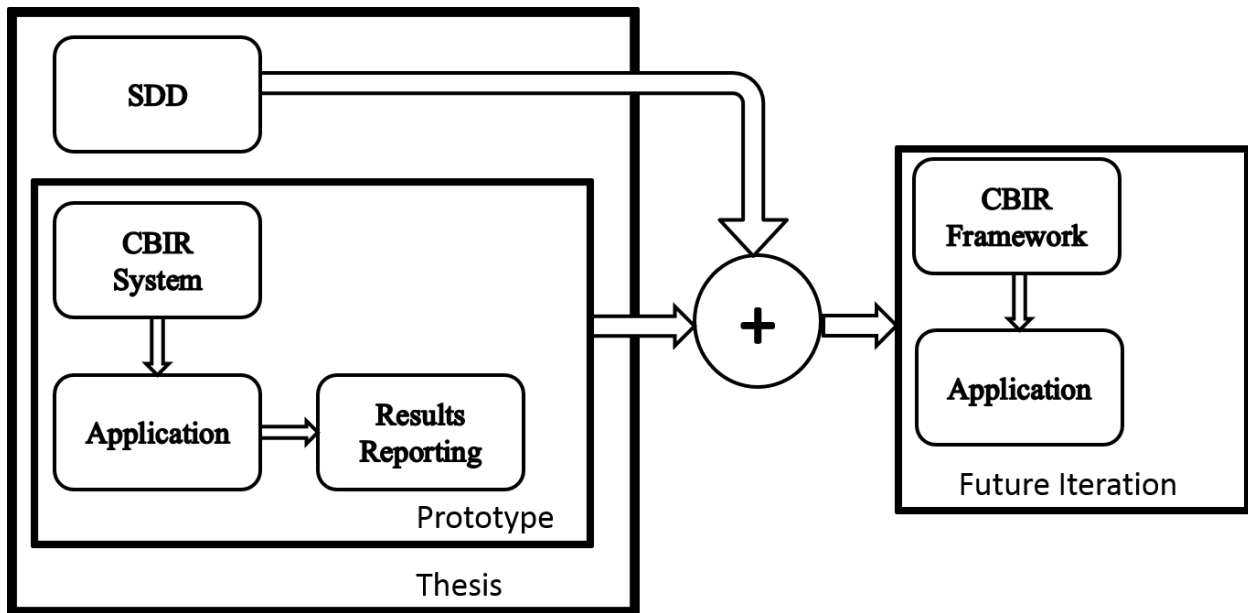 SDD
CBIR
System
Application
Results
Reporting
Prototype
Thesis
+
CBIR
Framework
Application
Future Iteration